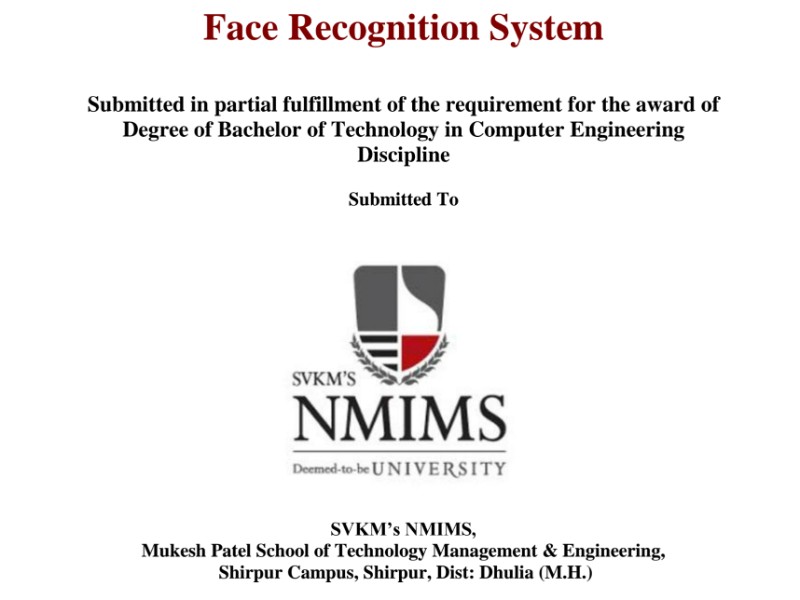 Face Recognition System
Submitted in partial fulfillment of the requirement for the award of
Degree of Bachelor of Technology in Computer Engineering
Discipline
Submitted To
SVKM'S
NMIMS
Deemed-to-be UNIVERSITY
SVKM’s NMIMS,
Mukesh Patel School of Technology Management & Engineering,
Shirpur Campus, Shirpur, Dist: Dhulia (M.H.)